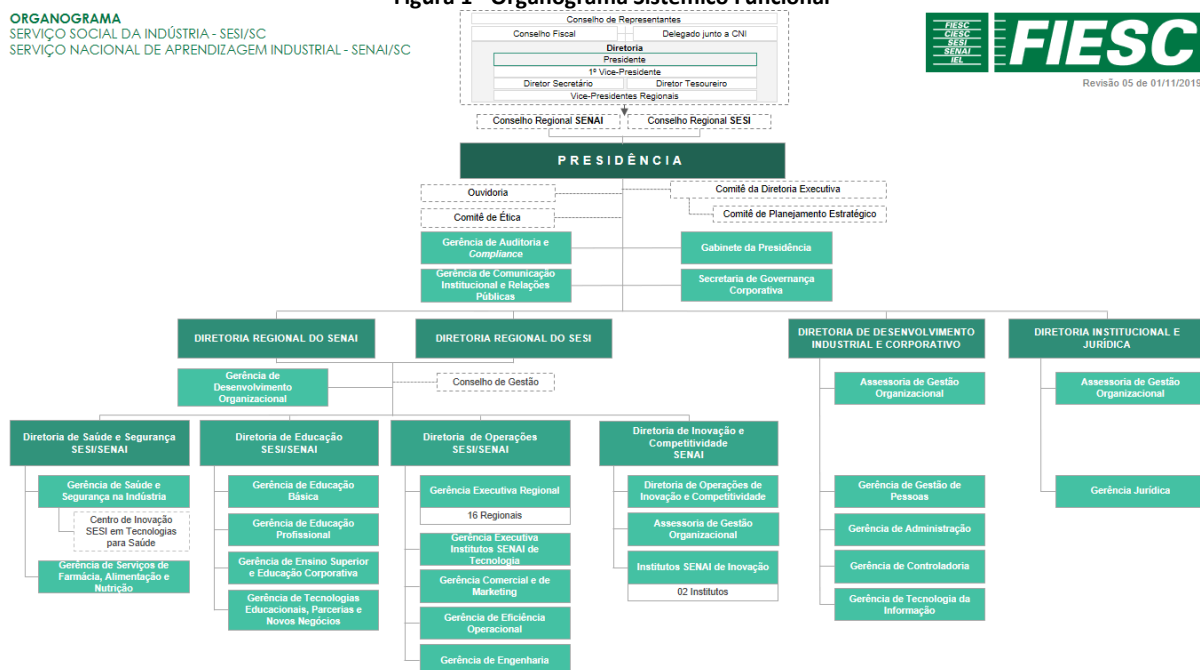 Figura 1 - Organograma Sistêmico Funcional
ORGANOGRAMA
SERVIÇO SOCIAL DA INDÚSTRIA - SESI/SC
SERVIÇO NACIONAL DE APRENDIZAGEM INDUSTRIAL - SENAI/SC
FIESC
CIESC
SESI
SENAI
IEL
FIESC
Revisão 05 de 01/11/2019
Conselho de Representantes
Conselho Fiscal
Delegado junto a CNI
Diretoria
Presidente
1º Vice-Presidente
Diretor Secretário
Diretor Tesoureiro
Vice-Presidentes Regionais
Conselho Regional SENAI
Conselho Regional SESI
PRESIDÊNCIA
Ouvidoria
Comitê da Diretoria Executiva
Comitê de Ética
Comitê de Planejamento Estratégico
Gerência de Auditoria e
Compliance
Gabinete da Presidência
Gerência de Comunicação
Institucional e Relações
Públicas
Secretaria de Governança
Corporativa
DIRETORIA REGIONAL DO SENAI
DIRETORIA REGIONAL DO SESI
DIRETORIA DE DESENVOLVIMENTO
INDUSTRIAL E CORPORATIVO
DIRETORIA INSTITUCIONAL E
JURÍDICA
Gerência de
Desenvolvimento
Organizacional
Conselho de Gestão
Assessoria de Gestão
Organizacional
Assessoria de Gestão
Organizacional
Diretoria de Saúde e Segurança
SESI/SENAI
Diretoria de Educação
SESI/SENAI
Diretoria de Operações
SESI/SENAI
Diretoria de Inovação e
Competitividade
SENAI
Gerência de Saúde e
Segurança na Indústria
Centro de Inovação
SESI em Tecnologias
para Saúde
Gerência de Serviços de
Farmácia, Alimentação e
Nutrição
Gerência de Educação
Básica
Gerência de Educação
Profissional
Gerência de Ensino Superior
e Educação Corporativa
Gerência de Tecnologias
Educacionais, Parcerias e
Novos Negócios
Gerência Executiva Regional
16 Regionais
Gerência Executiva
Institutos SENAI de
Tecnologia
Gerência Comercial e de
Marketing
Gerência de Eficiência
Operacional
Gerência de Engenharia
Diretoria de Operações de
Inovação e Competitividade
Assessoria de Gestão
Organizacional
Institutos SENAI de Inovação
02 Institutos
Gerência de Gestão de
Pessoas
Gerência de Administração
Gerência de Controladoria
Gerência de Tecnologia da
Informação
Gerência Jurídica